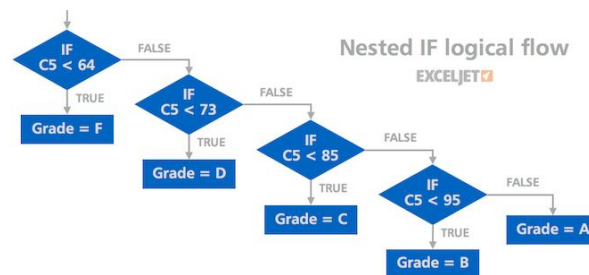 Nested IF logical flow
EXCELJET
IF
C5 < 64
FALSE
TRUE
Grade = F
IF
C5 < 73
FALSE
TRUE
Grade = D
IF
C5 < 85
FALSE
TRUE
Grade = C
IF
C5 < 95
FALSE
TRUE
Grade = B
Grade = A